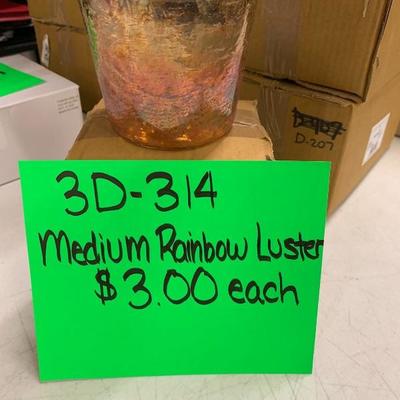 D-207
3D-314
Medium Rainbow Luster
$3.00 each